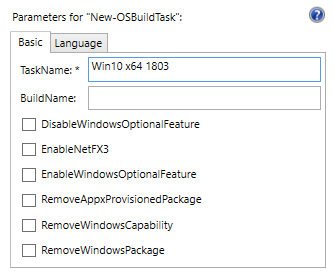 Parameters for "New-OSBuildTask":
Basic Language
TaskName: * Win10 x64 1803
BuildName:
DisableWindowsOptionalFeature
EnableNetFX3
EnableWindowsOptionalFeature
RemoveAppxProvisionedPackage
RemoveWindowsCapability
RemoveWindowsPackage